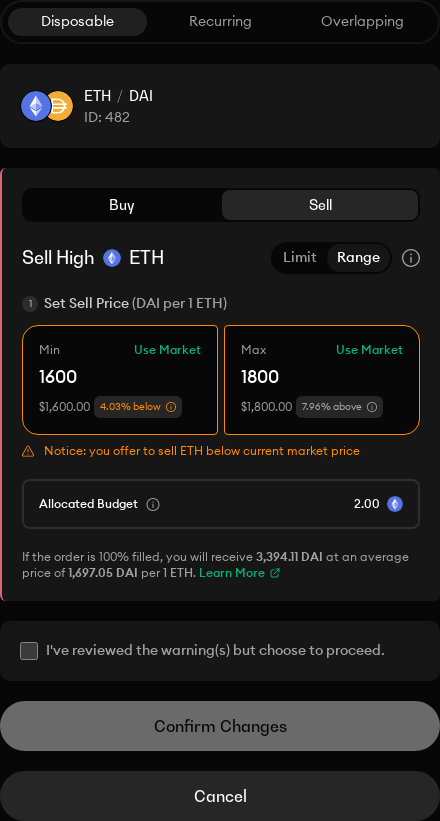 Disposable Recurring Overlapping
ETH / DAI
ID: 482
Buy Sell
Sell High ETH Limit Range
1 Set Sell Price (DAI per 1 ETH)
Min Use Market Max Use Market
1600 1800
$1,600.00 4.03% below $1,800.00 7.96% above
Notice: you offer to sell ETH below current market price
Allocated Budget 2.00
If the order is 100% filled, you will receive 3,394.11 DAI at an average
price of 1,697.05 DAI per 1 ETH. Learn More
I've reviewed the warning(s) but choose to proceed.
Confirm Changes
Cancel